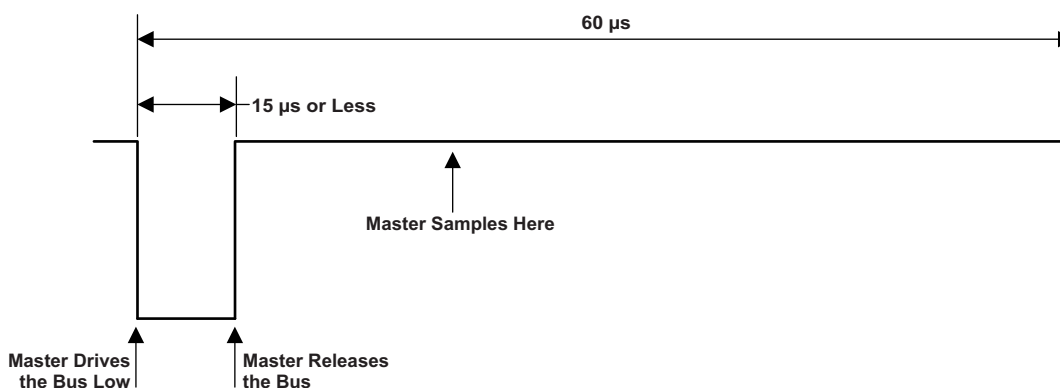 60 µs
15 µs or Less
Master Samples Here
Master Drives
the Bus Low
Master Releases
the Bus